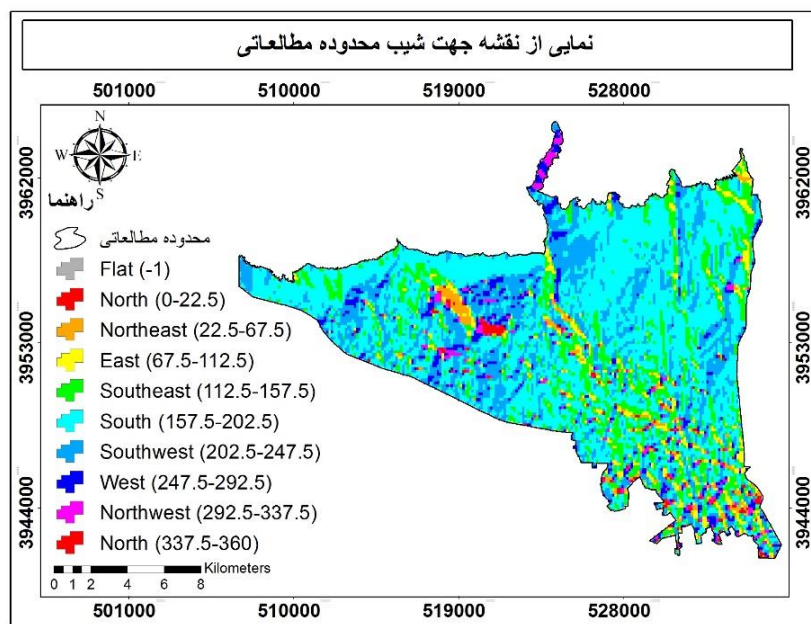 نمایی از نقشه جهت شیب محدوده مطالعاتی
501000 510000 519000 528000
3962000 3962000
N
W E
S
راهنما
محدوده مطالعاتی
Flat (-1)
North (0-22.5)
Northeast (22.5-67.5)
East (67.5-112.5)
3953000 3953000
Southeast (112.5-157.5)
South (157.5-202.5)
Southwest (202.5-247.5)
West (247.5-292.5)
Northwest (292.5-337.5)
3944000 3944000
North (337.5-360)
Kilometers
0 1 2 4 6 8
501000 510000 519000 528000